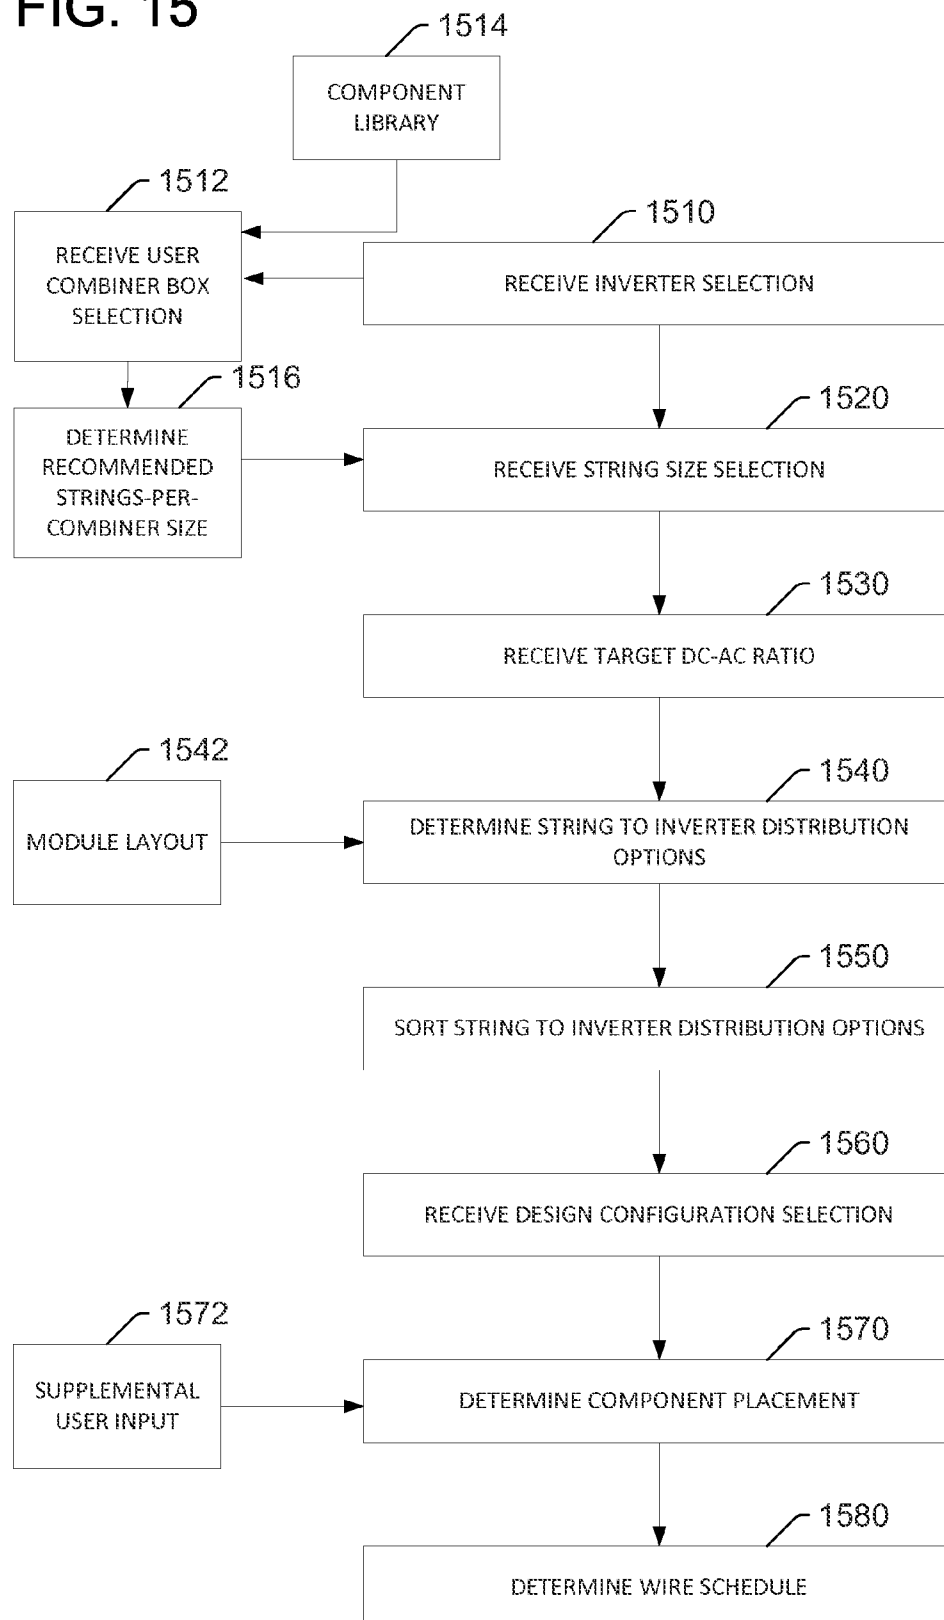 FIG. 15
1514
COMPONENT
LIBRARY
1512
RECEIVE USER
COMBINER BOX
SELECTION
1510
RECEIVE INVERTER SELECTION
1516
DETERMINE
RECOMMENDED
STRINGS-PER-
COMBINER SIZE
1520
RECEIVE STRING SIZE SELECTION
1530
RECEIVE TARGET DC-AC RATIO
1542
MODULE LAYOUT
1540
DETERMINE STRING TO INVERTER DISTRIBUTION
OPTIONS
1550
SORT STRING TO INVERTER DISTRIBUTION OPTIONS
1560
RECEIVE DESIGN CONFIGURATION SELECTION
1572
SUPPLEMENTAL
USER INPUT
1570
DETERMINE COMPONENT PLACEMENT
1580
DETERMINE WIRE SCHEDULE